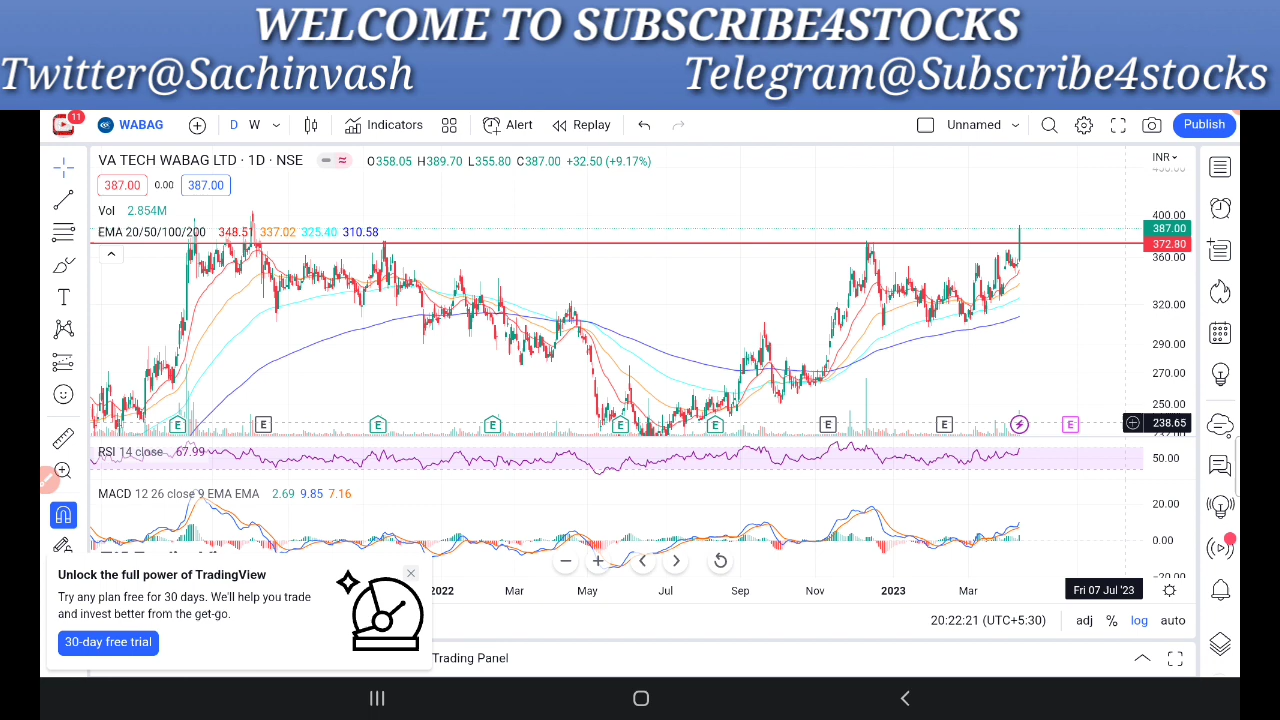 WELCOME TO SUBSCRIBE4STOCKS
Twitter@Sachinvash Telegram@Subscribe4stocks
11 WABAG D W Indicators Alert Replay Unnamed Publish
VA TECH WABAG LTD · 1D · NSE O358.05 H389.70 L355.80 C387.00 +32.50 (+9.17%) INR
387.00 0.00 387.00
Vol 2.854M
400.00
EMA 20/50/100/200 348.51 337.02 325.40 310.58 387.00
372.80
360.00
320.00
290.00
270.00
250.00
E E E E E E E E E 238.65
RSI 14 close 67.99 50.00
MACD 12 26 close 9 EMA EMA 2.69 9.85 7.16 20.00
0.00
-20.00
Unlock the full power of TradingView
Try any plan free for 30 days. We'll help you trade
and invest better from the get-go.
30-day free trial
2022 Mar May Jul Sep Nov 2023 Mar Fri 07 Jul '23
20:22:21 (UTC+5:30) adj % log auto
Trading Panel